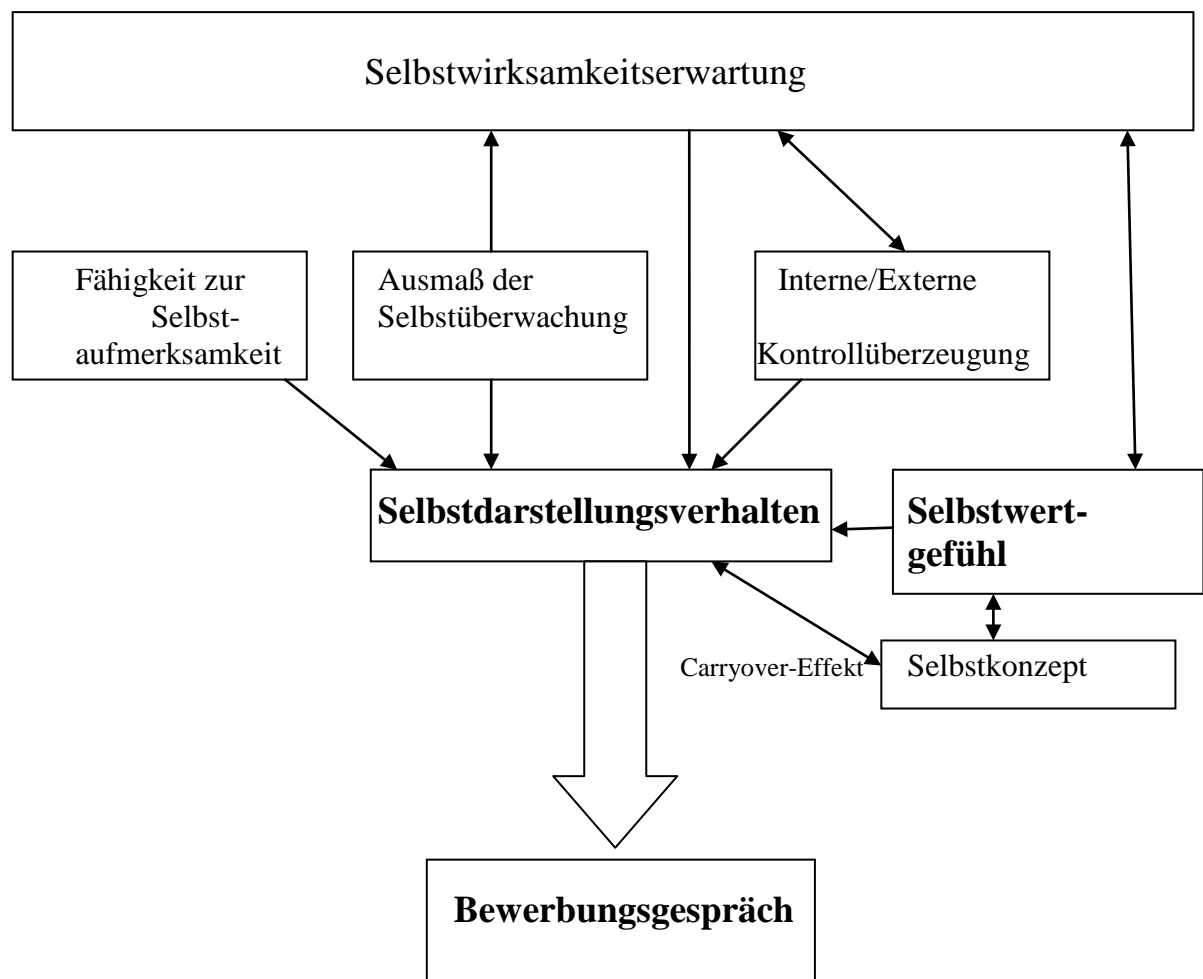 Selbstwirksamkeitserwartung
Fähigkeit zur
Selbst-
aufmerksamkeit
Ausmaß der
Selbstüberwachung
Interne/Externe
Kontrollüberzeugung
Selbstdarstellungsverhalten
Selbstwert-
gefühl
Carryover-Effekt
Selbstkonzept
Bewerbungsgespräch